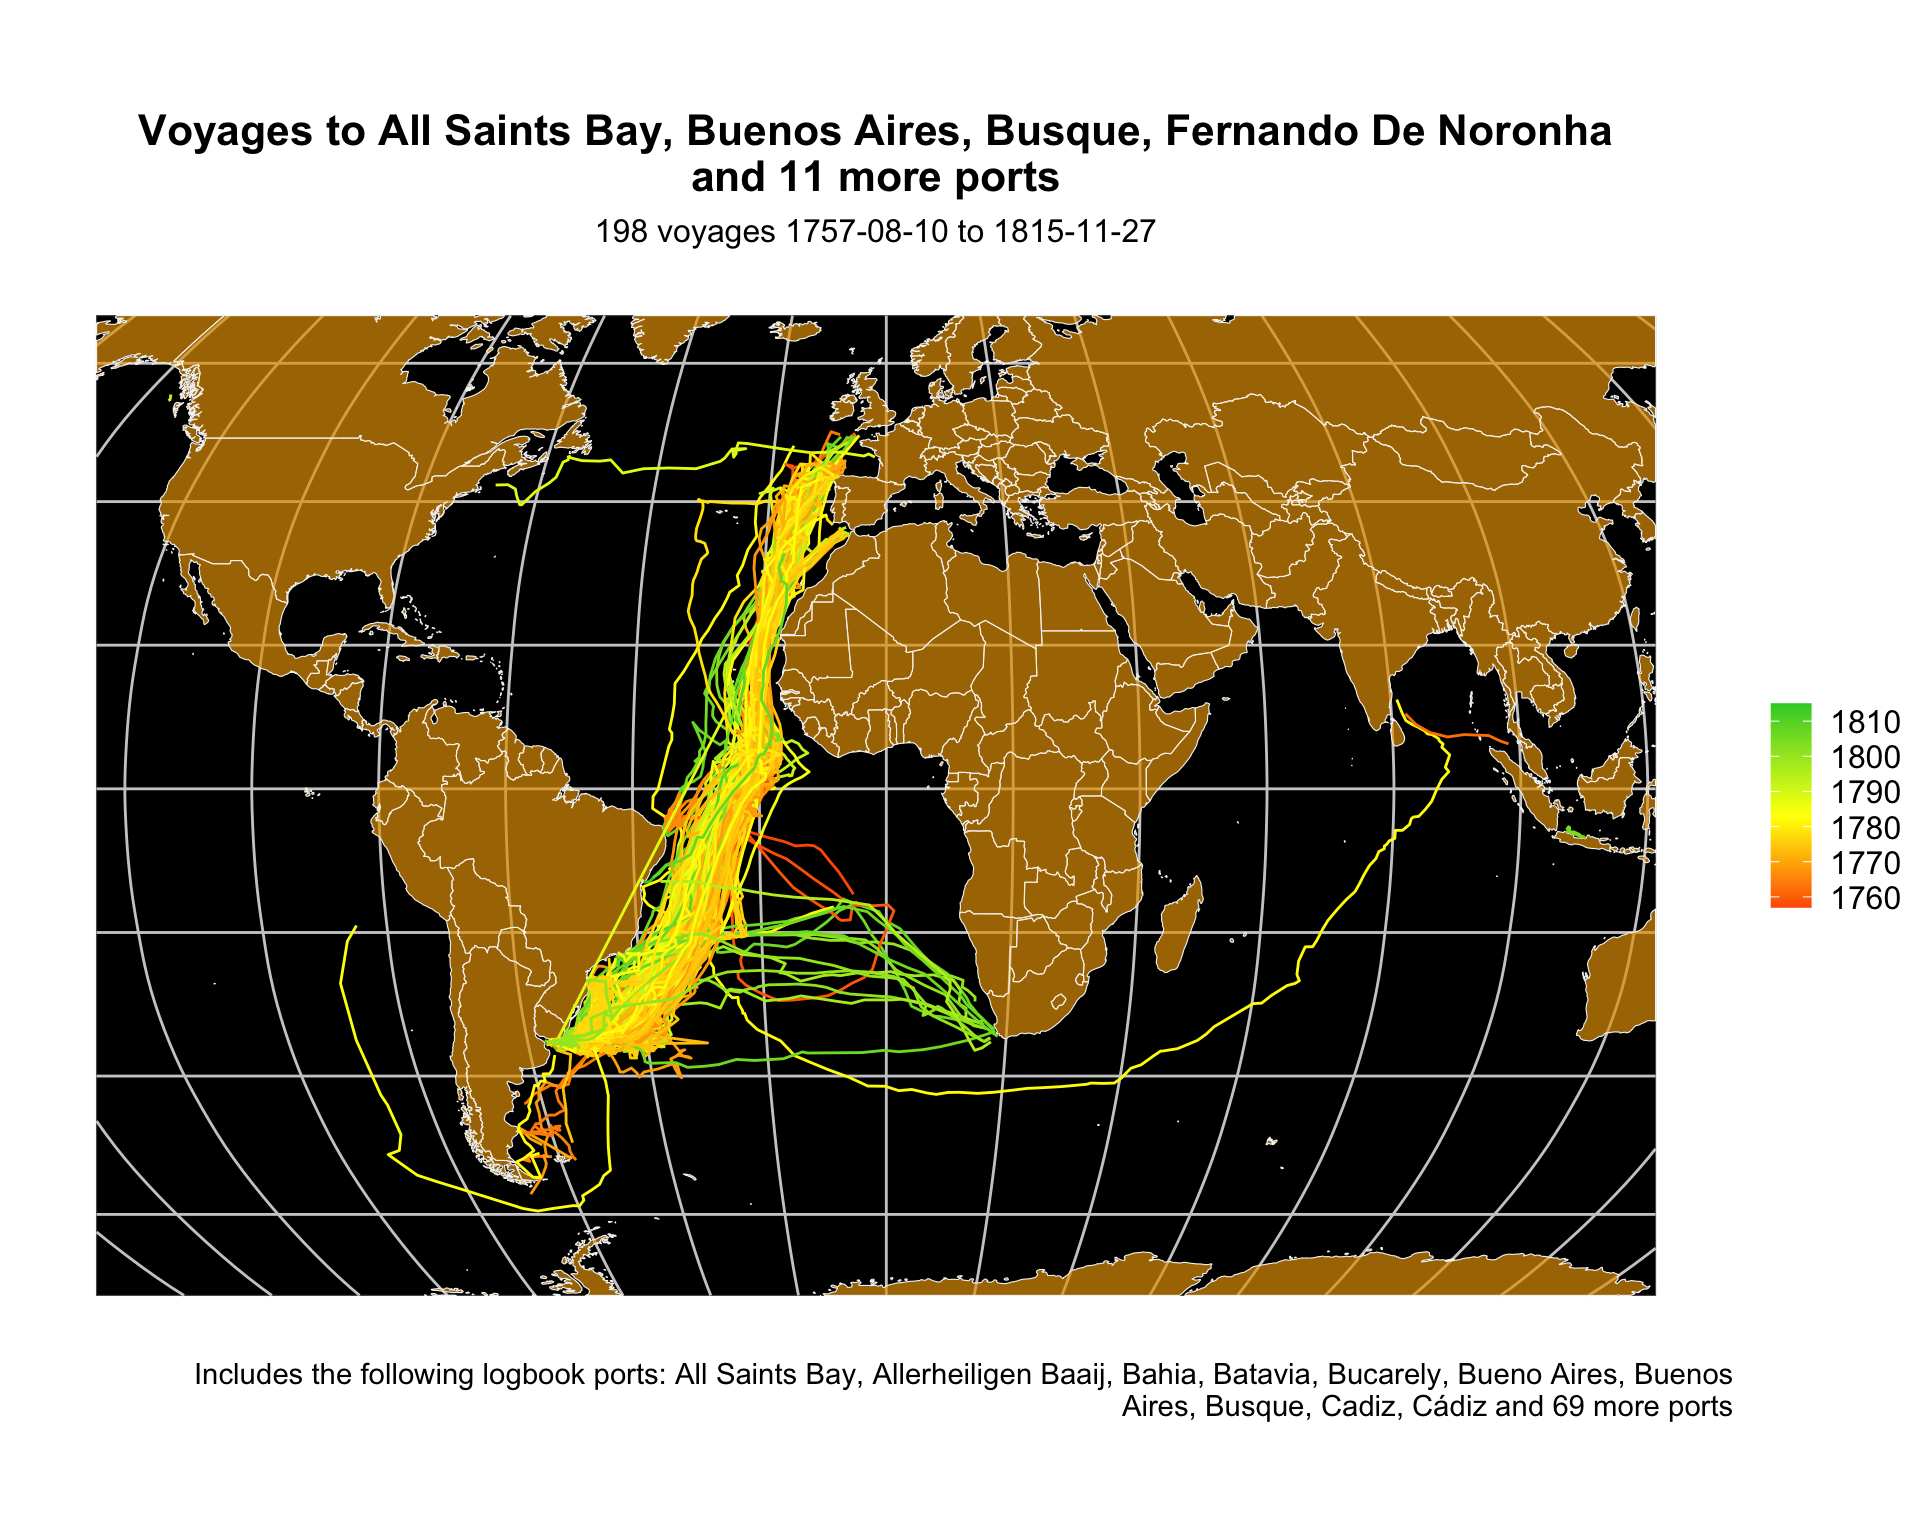 Voyages to All Saints Bay, Buenos Aires, Busque, Fernando De Noronha
and 11 more ports
198 voyages 1757-08-10 to 1815-11-27
1810
1800
1790
1780
1770
1760
Includes the following logbook ports: All Saints Bay, Allerheiligen Baaij, Bahia, Batavia, Bucarely, Bueno Aires, Buenos
Aires, Busque, Cadiz, Cádiz and 69 more ports